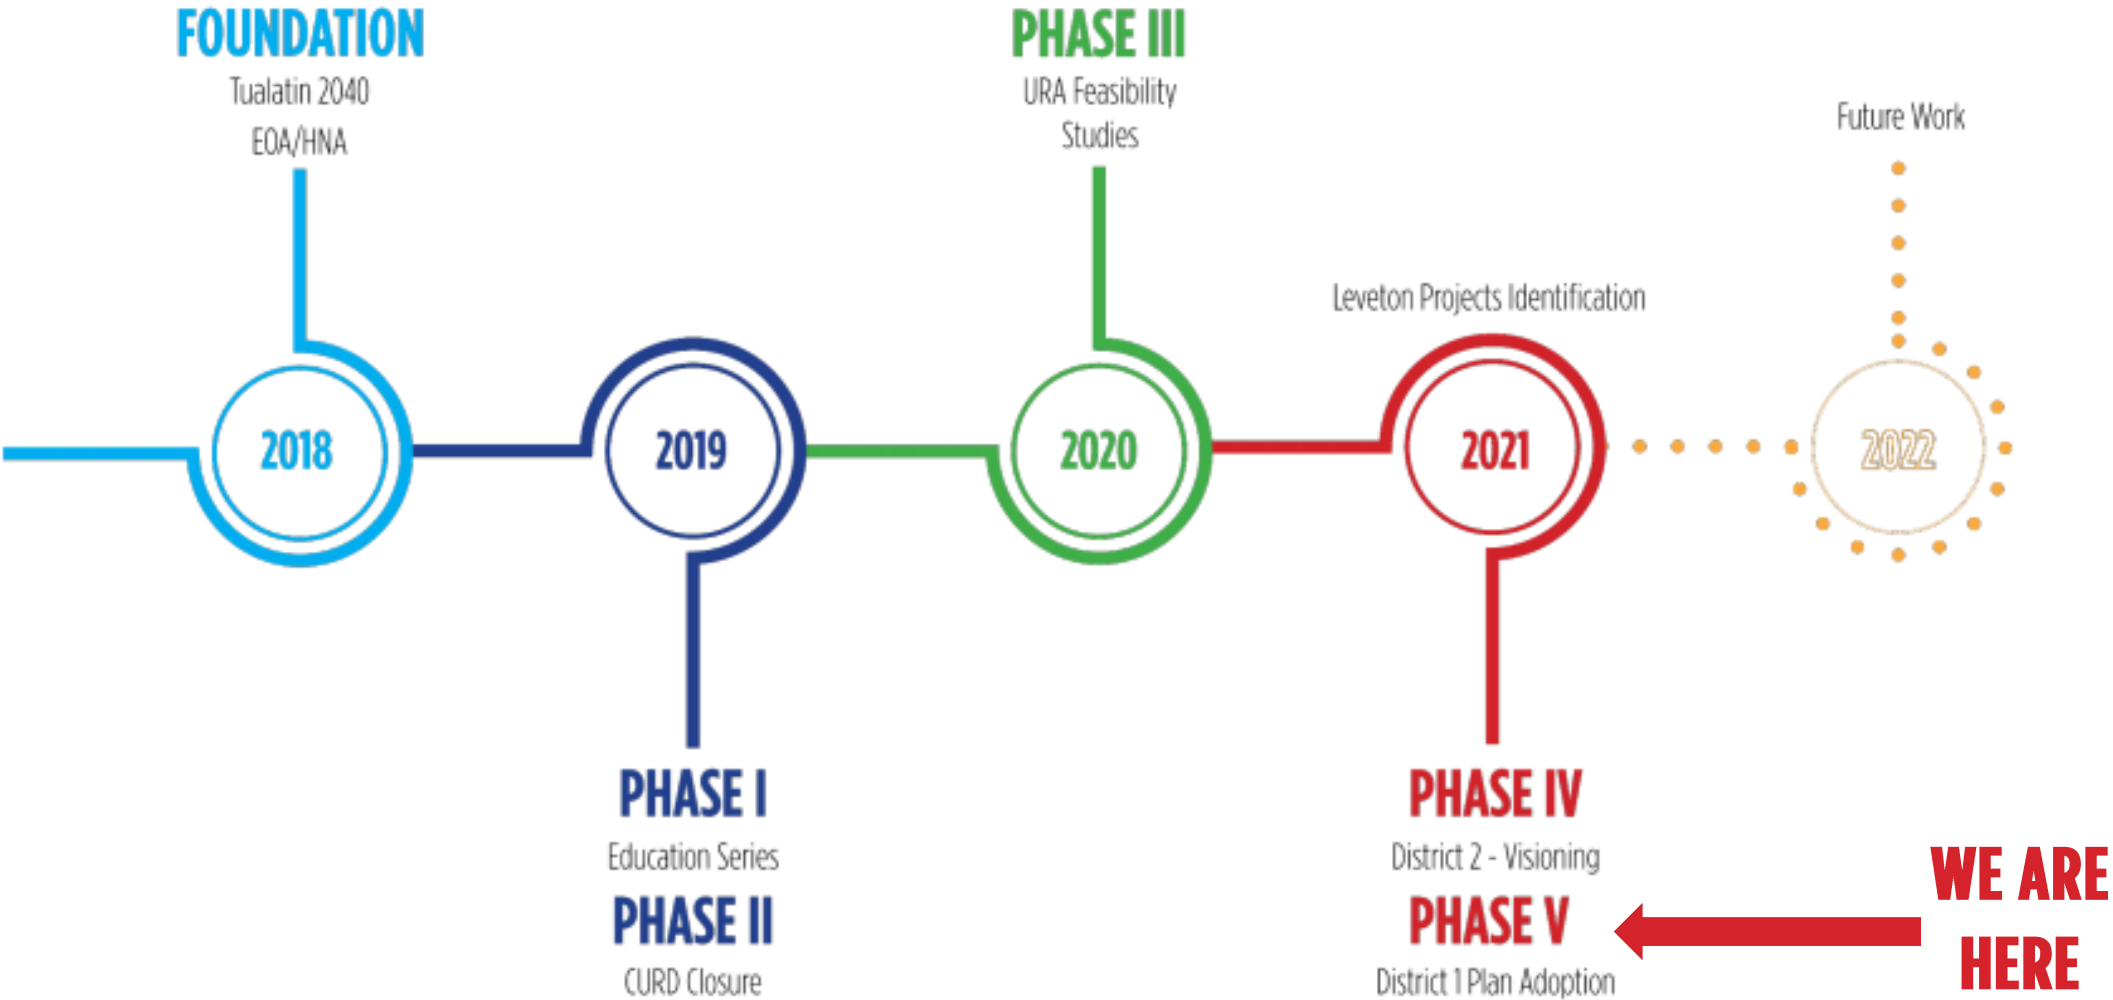 FOUNDATION
Tualatin 2040
EOA/HNA
PHASE III
URA Feasibility
Studies
Future Work
Leveton Projects Identification
2018
2019
2020
2021
2022
PHASE I
Education Series
PHASE II
CURD Closure
PHASE IV
District 2 - Visioning
PHASE V
District 1 Plan Adoption
WE ARE
HERE